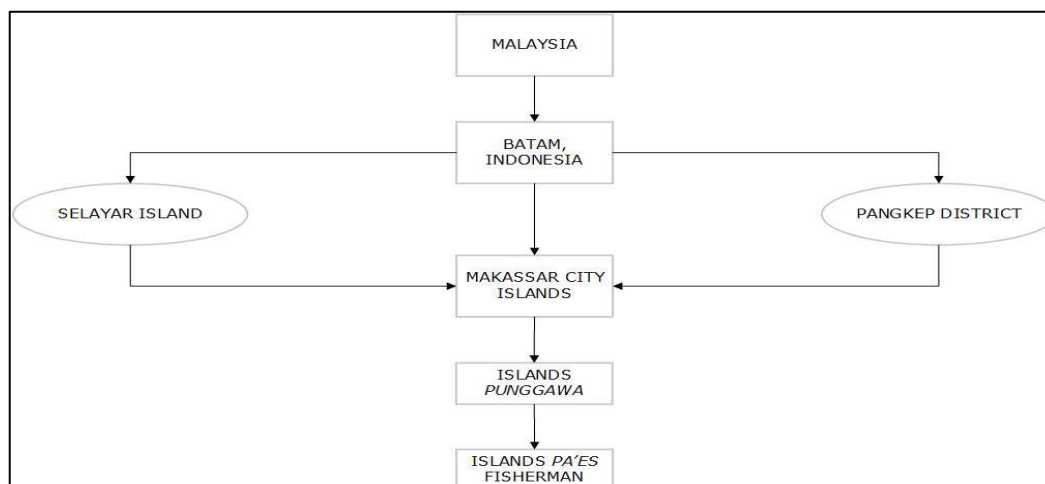 MALAYSIA
BATAM,
INDONESIA
SELAYAR ISLAND
PANGKEP DISTRICT
MAKASSAR CITY
ISLANDS
ISLANDS
PUNGGAWA
ISLANDS PA'ES
FISHERMAN